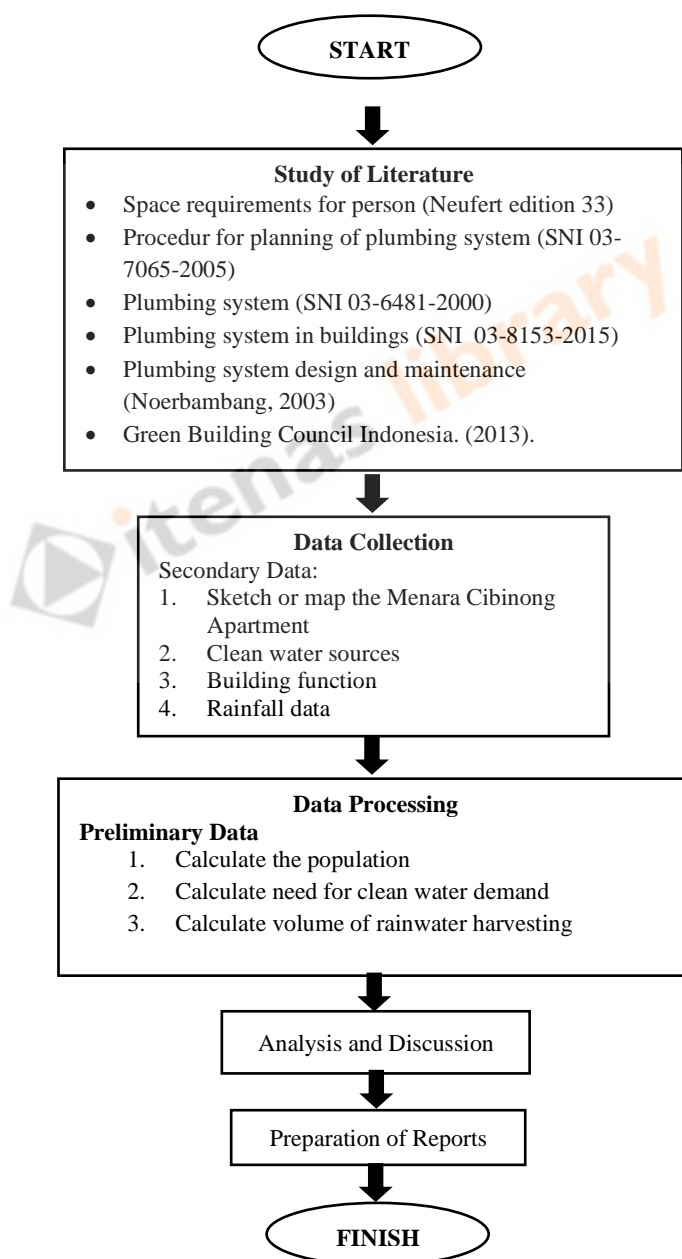 START
Study of Literature
• Space requirements for person (Neufert edition 33)
• Procedur for planning of plumbing system (SNI 03-
7065-2005)
• Plumbing system (SNI 03-6481-2000)
• Plumbing system in buildings (SNI  03-8153-2015)
• Plumbing system design and maintenance
(Noerbambang, 2003)
• Green Building Council Indonesia. (2013).
itenas library
Data Collection
Secondary Data:
1. Sketch or map the Menara Cibinong
Apartment
2. Clean water sources
3. Building function
4. Rainfall data
Data Processing
Preliminary Data
1. Calculate the population
2. Calculate need for clean water demand
3. Calculate volume of rainwater harvesting
Analysis and Discussion
Preparation of Reports
FINISH